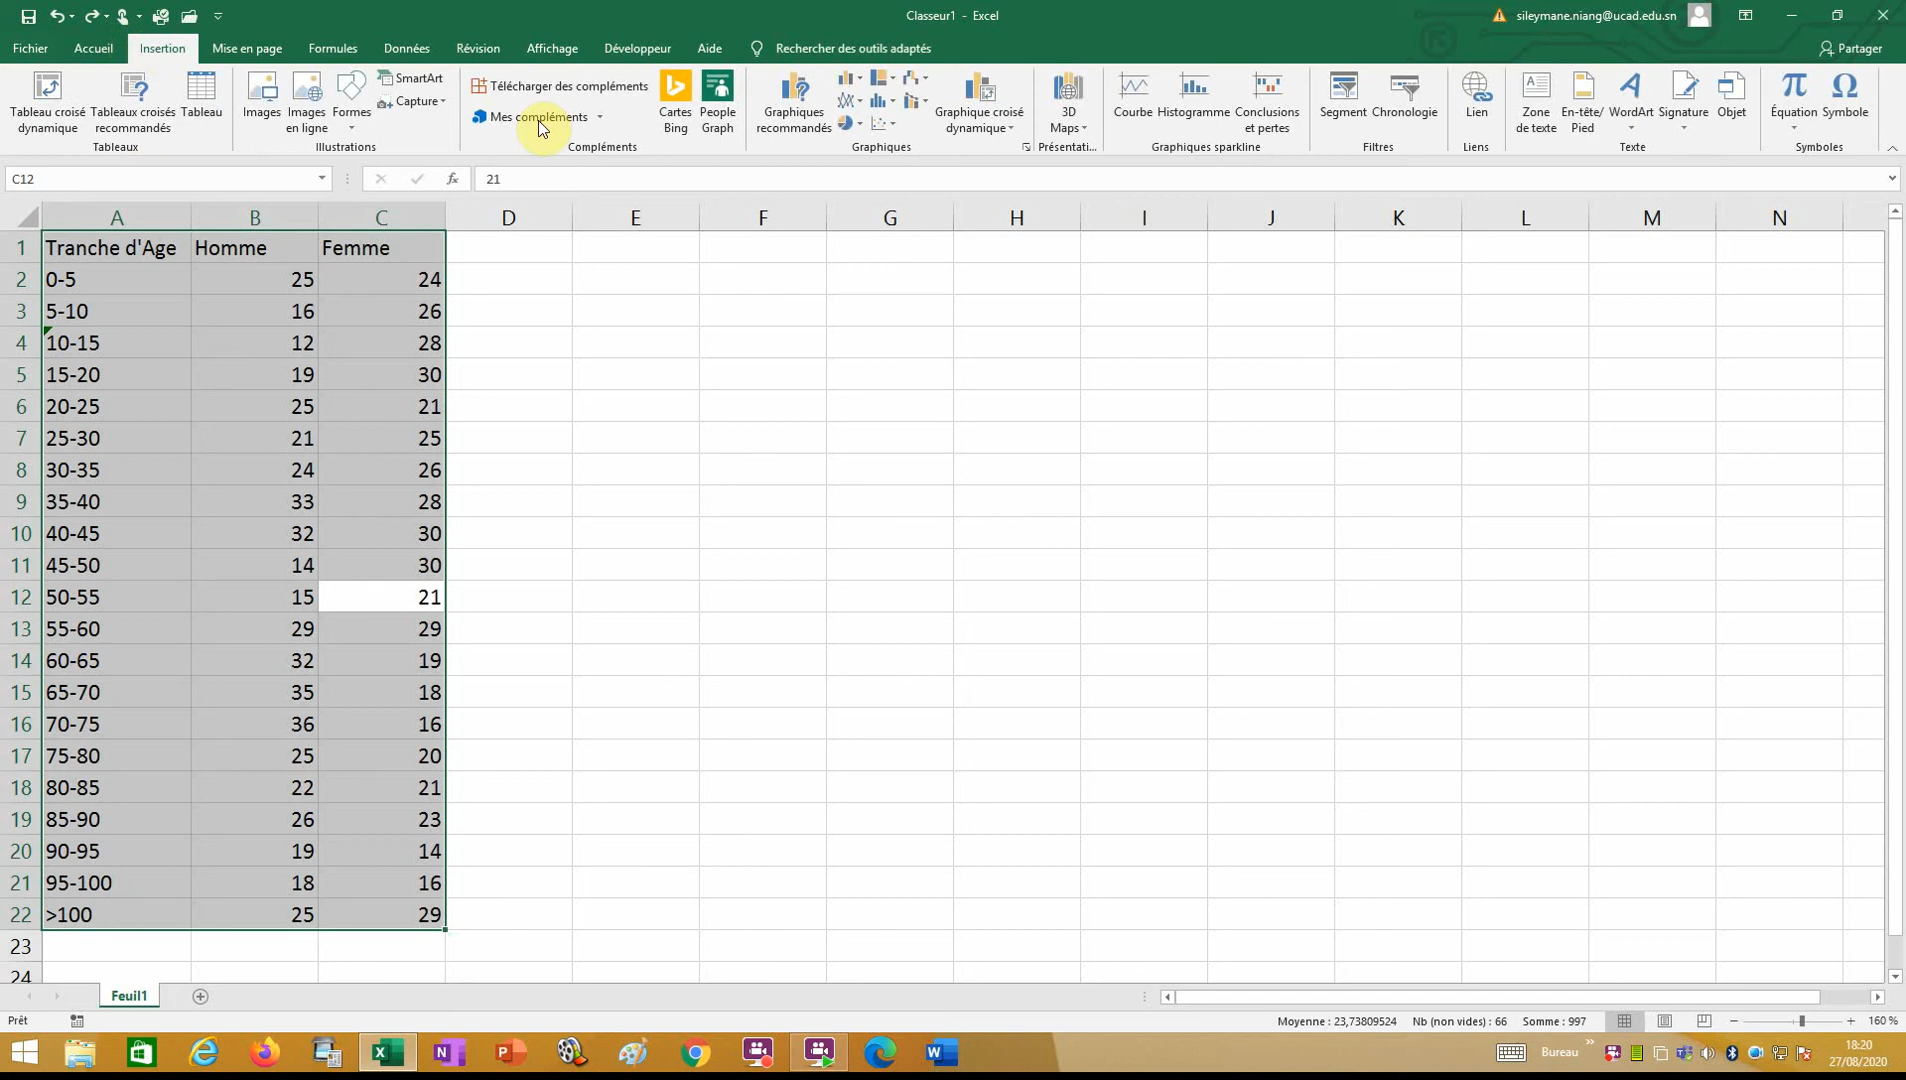 Classeur1 - Excel
sileymane.niang@ucad.edu.sn
Fichier Accueil Insertion Mise en page Formules Données Révision Affichage Développeur Aide Rechercher des outils adaptés Partager
Tableau croisé dynamique
Tableaux croisés recommandés
Tableau
Tableaux
Images
Images en ligne
Formes
SmartArt
Capture
Illustrations
Télécharger des compléments
Mes compléments
Cartes Bing
People Graph
Compléments
Graphiques recommandés
Graphique croisé dynamique
Graphiques
3D Maps
Présentati...
Courbe
Histogramme
Conclusions et pertes
Graphiques sparkline
Segment
Chronologie
Filtres
Lien
Liens
Zone de texte
En-tête/ Pied
WordArt
Signature
Objet
Texte
Équation
Symbole
Symboles
C12 fx 21
A B C D E F G H I J K L M N
1 Tranche d'Age Homme Femme
2 0-5 25 24
3 5-10 16 26
4 10-15 12 28
5 15-20 19 30
6 20-25 25 21
7 25-30 21 25
8 30-35 24 26
9 35-40 33 28
10 40-45 32 30
11 45-50 14 30
12 50-55 15 21
13 55-60 29 29
14 60-65 32 19
15 65-70 35 18
16 70-75 36 16
17 75-80 25 20
18 80-85 22 21
19 85-90 26 23
20 90-95 19 14
21 95-100 18 16
22 >100 25 29
23
24
Feuil1
Prêt Moyenne : 23,73809524 Nb (non vides) : 66 Somme : 997 160 %
Bureau
18:20
27/08/2020